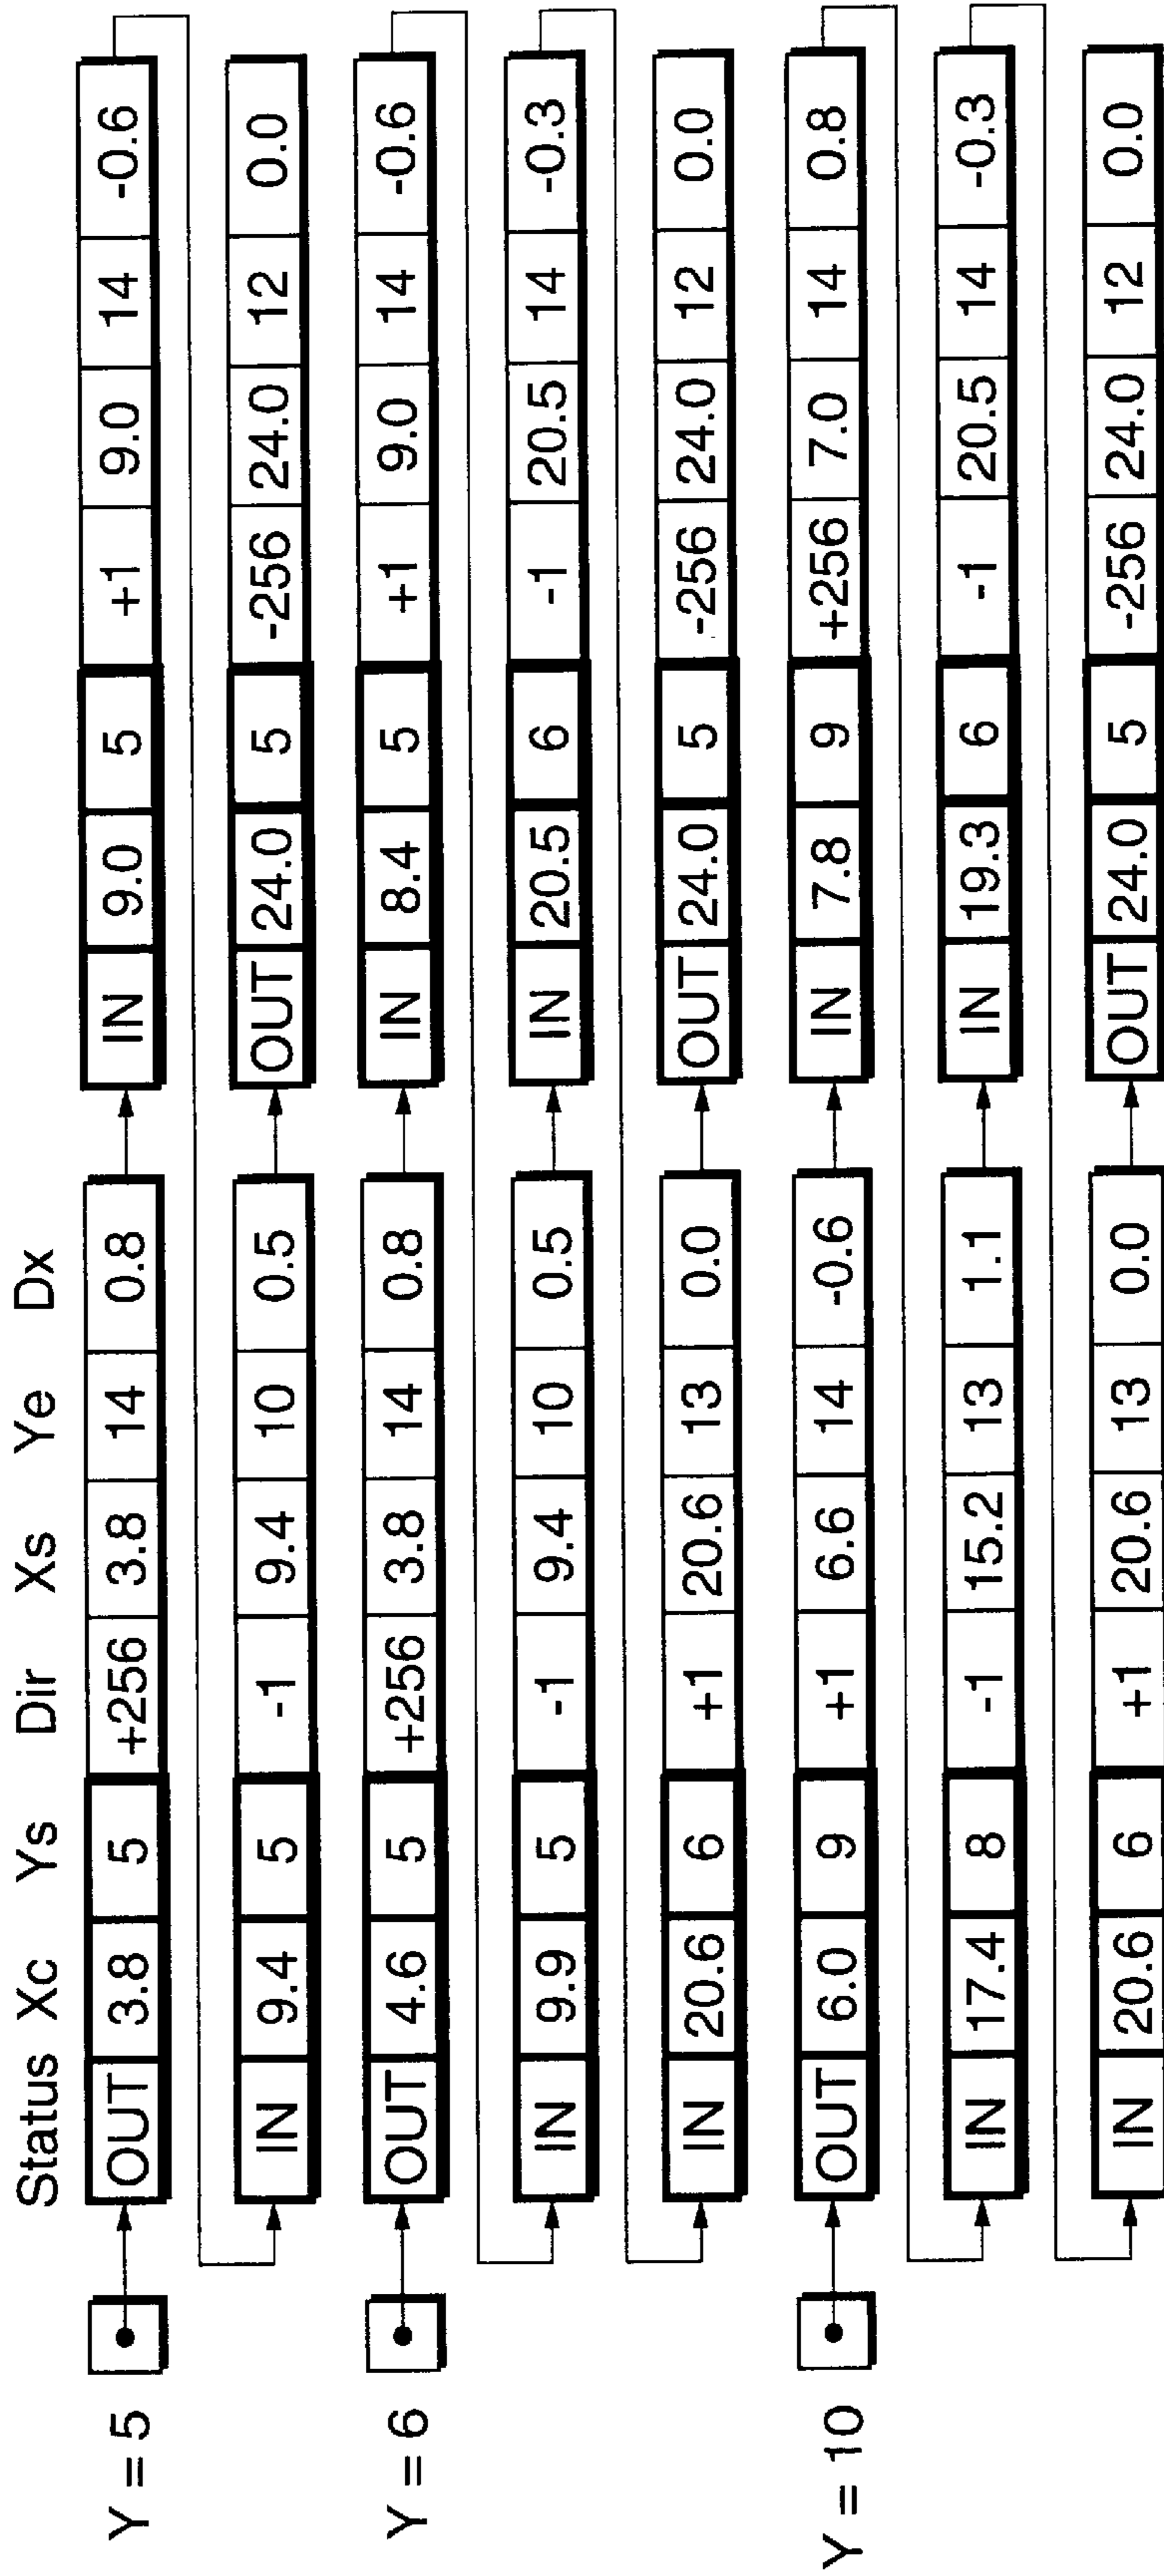 Status Xc Ys Dir Xs Ye Dx
Y = 5 OUT 3.8 5 +256 3.8 14 0.8 IN 9.0 5 +1 9.0 14 -0.6
IN 9.4 5 -1 9.4 10 0.5 OUT 24.0 5 -256 24.0 12 0.0
Y = 6 OUT 4.6 5 +256 3.8 14 0.8 IN 8.4 5 +1 9.0 14 -0.6
IN 9.9 5 -1 9.4 10 0.5 IN 20.5 6 -1 20.5 14 -0.3
IN 20.6 6 +1 20.6 13 0.0 OUT 24.0 5 -256 24.0 12 0.0
Y = 10 OUT 6.0 9 +1 6.6 14 -0.6 IN 7.8 9 +256 7.0 14 0.8
IN 17.4 8 -1 15.2 13 1.1 IN 19.3 6 -1 20.5 14 -0.3
IN 20.6 6 +1 20.6 13 0.0 OUT 24.0 5 -256 24.0 12 0.0